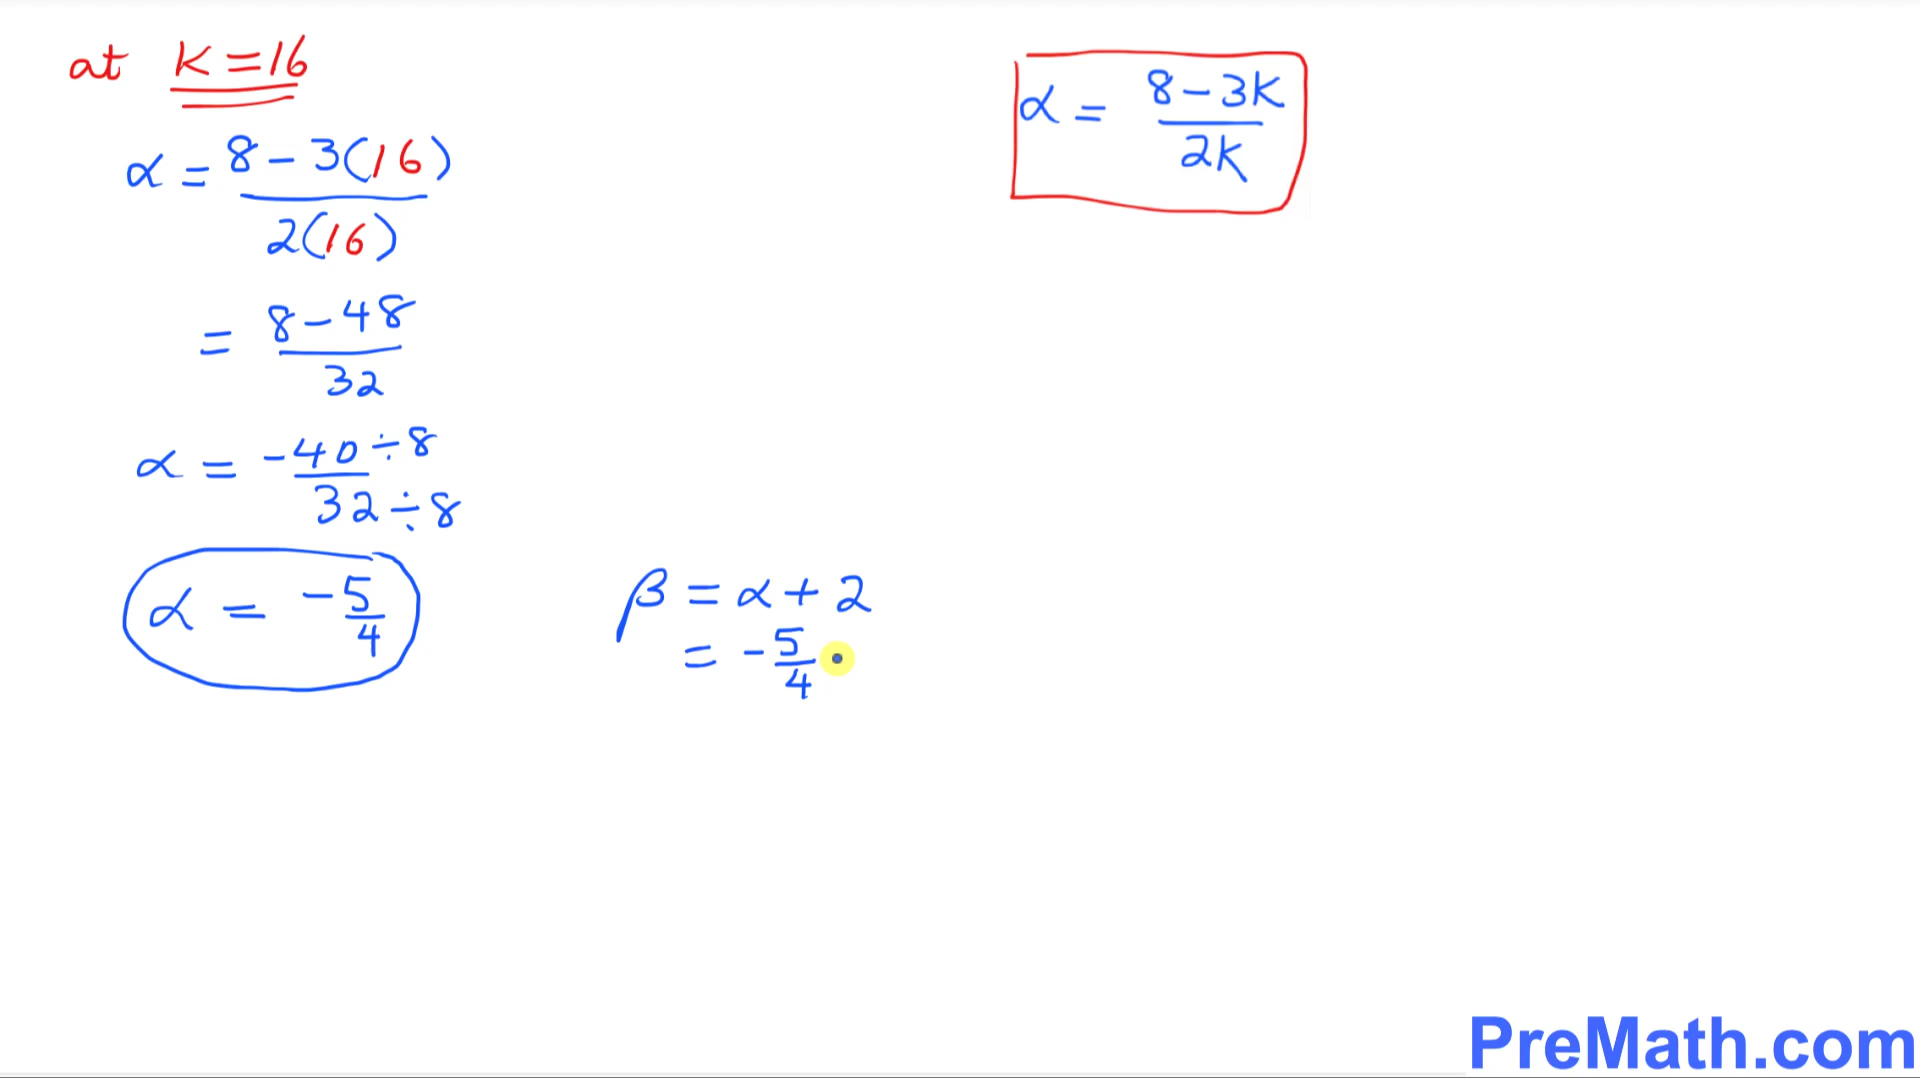 at K=16
α = 8-3(16) / 2(16)
= 8-48 / 32
α = -40÷8 / 32÷8
α = -5/4
α = 8-3K / 2K
β = α+2
= -5/4
PreMath.com